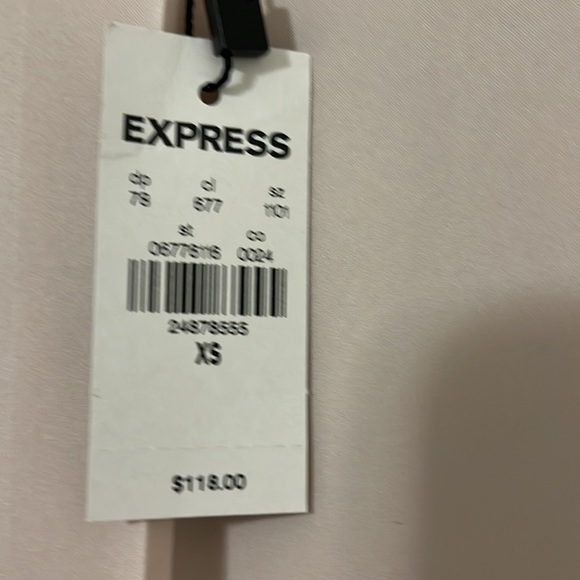 EXPRESS
dp cl sz
78 677 1101
st co
06776116 0024
24878555
XS
$118.00